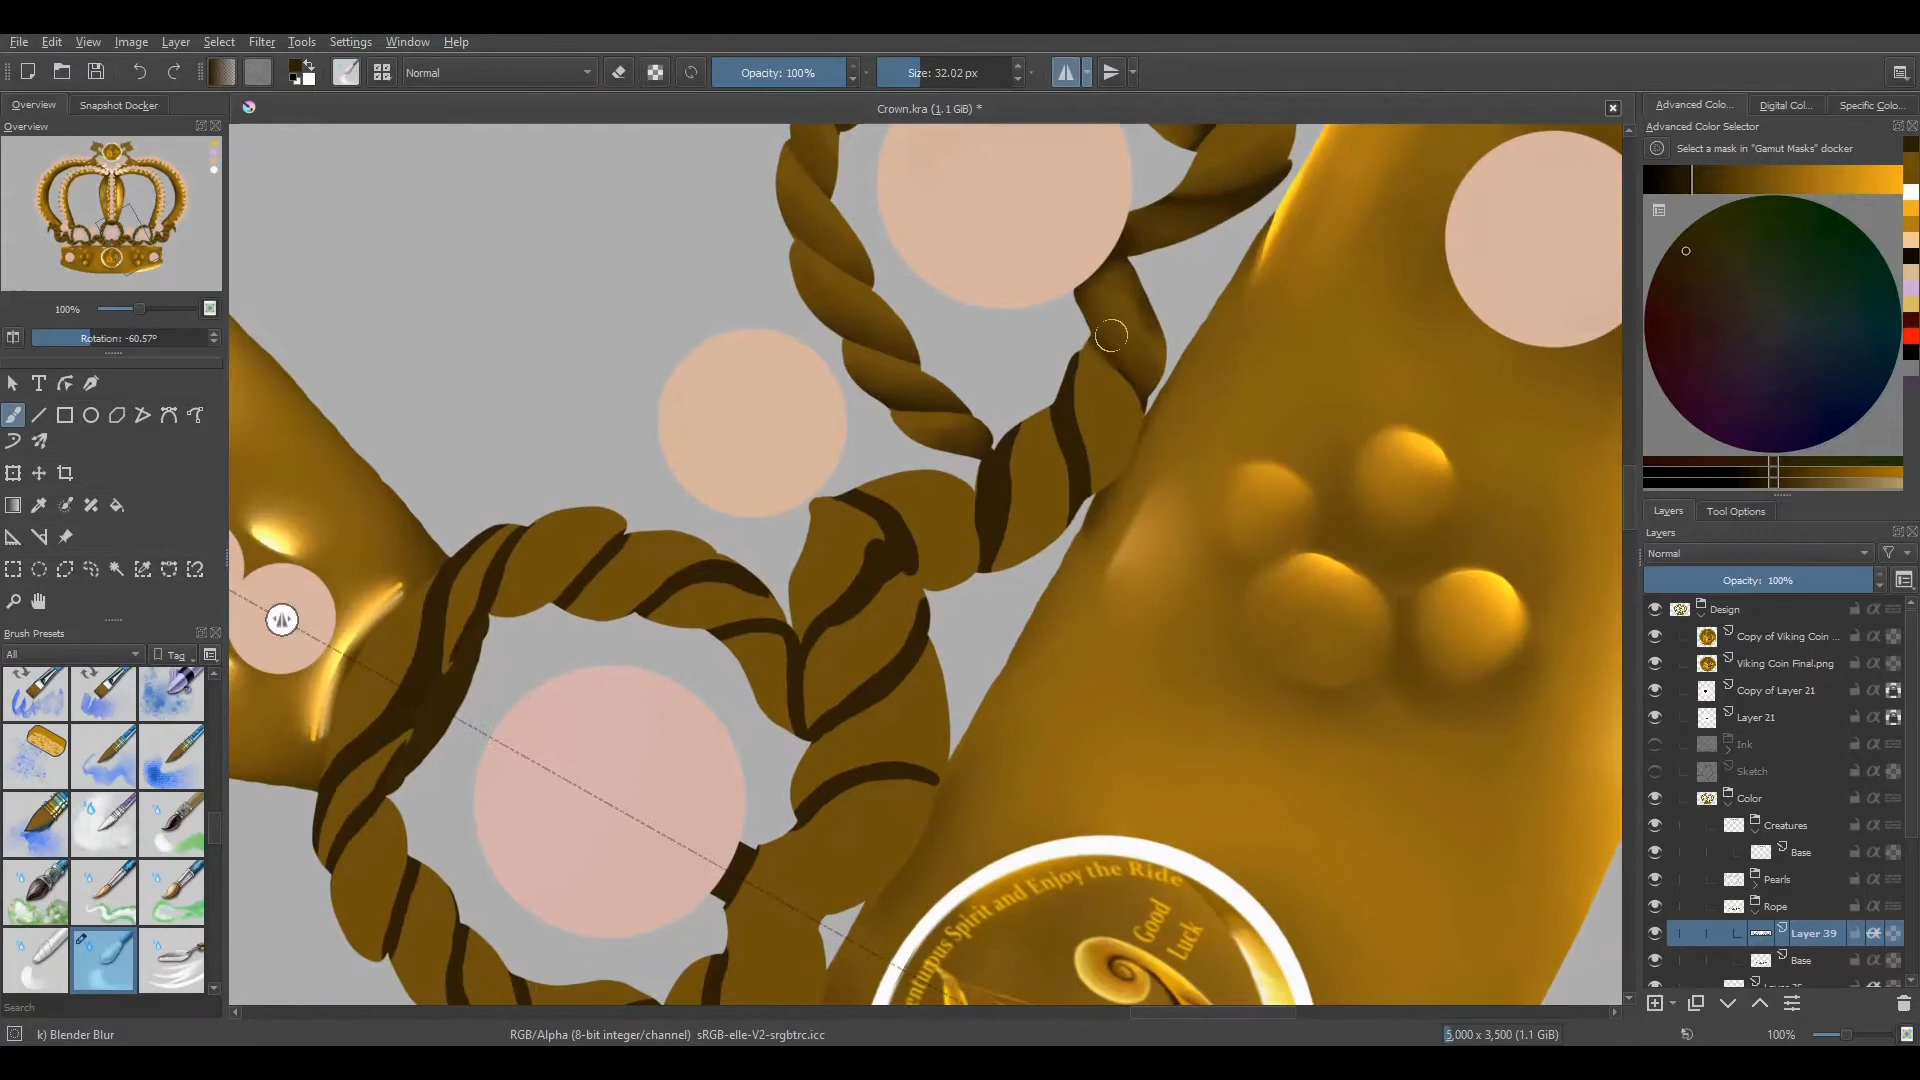 File Edit View Image Layer Select Filter Tools Settings Window Help
Normal Opacity: 100% Size: 32.02 px
Overview Snapshot Docker
Crown.kra (1.1 GiB) *
Advanced Colo... Digital Col... Specific Colo...
Overview
Advanced Color Selector
Select a mask in "Gamut Masks" docker
100%
Rotation: -60.57°
Layers Tool Options
Layers
Normal
Opacity: 100%
Design
Copy of Viking Coin ...
Viking Coin Final.png
Copy of Layer 21
Layer 21
Ink
Sketch
Color
Creatures
Base
Pearls
Rope
Layer 39
Base
Brush Presets
All Tag
Search
Spirit and Enjoy the Ride
Good
Luck
k) Blender Blur
RGB/Alpha (8-bit integer/channel) sRGB-elle-V2-srgbtrc.icc
5,000 x 3,500 (1.1 GiB)
100%